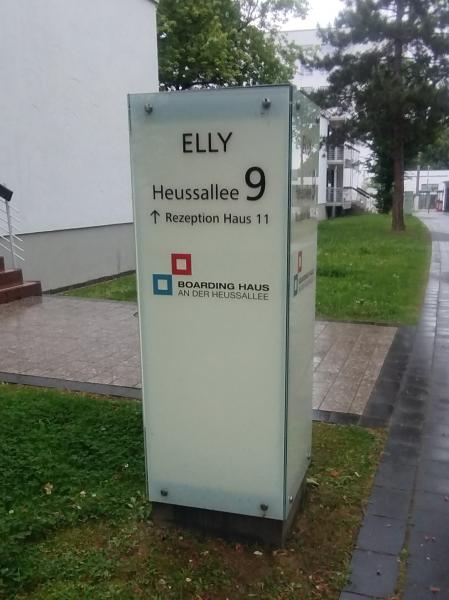 ELLY
Heussallee 9
↑ Rezeption Haus 11
BOARDING HAUS
AN DER HEUSSALLEE